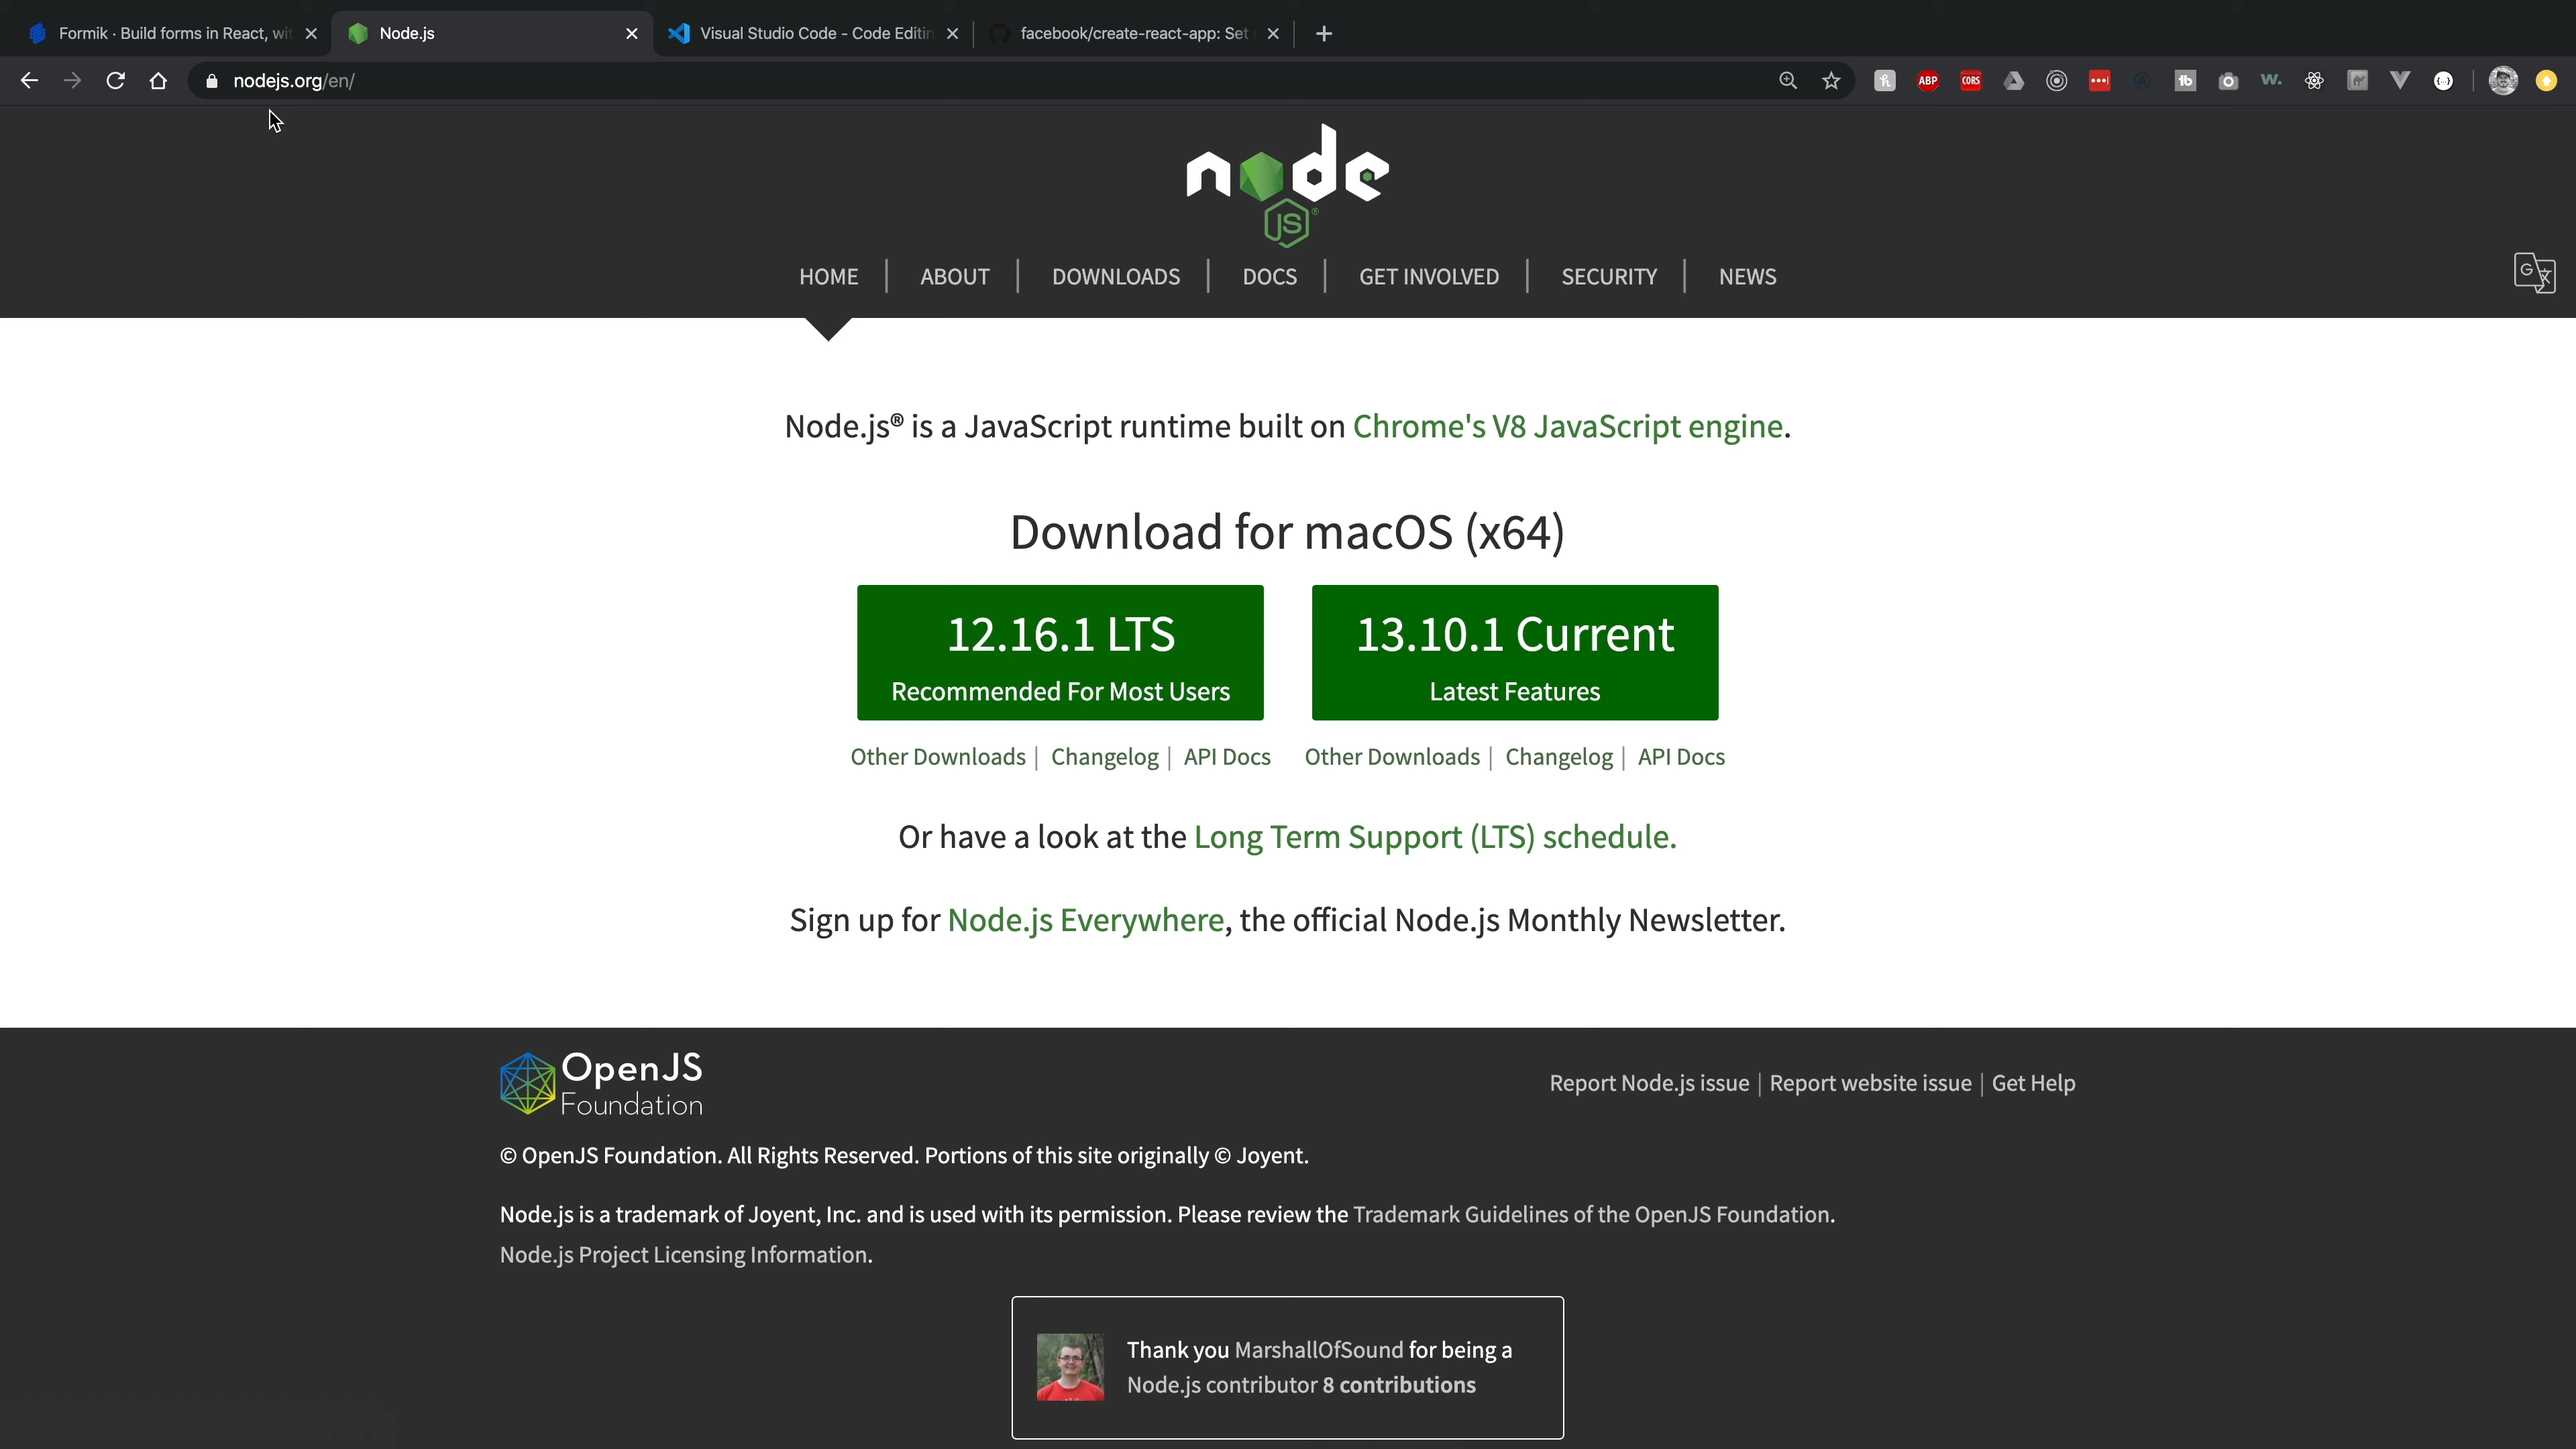 Formik · Build forms in React, wit
Node.js
Visual Studio Code - Code Editin
facebook/create-react-app: Set
nodejs.org/en/
ABP
CORS
w.
node
JS®
HOME | ABOUT | DOWNLOADS | DOCS | GET INVOLVED | SECURITY | NEWS
Node.js® is a JavaScript runtime built on Chrome's V8 JavaScript engine.
Download for macOS (x64)
12.16.1 LTS
Recommended For Most Users
13.10.1 Current
Latest Features
Other Downloads | Changelog | API Docs
Other Downloads | Changelog | API Docs
Or have a look at the Long Term Support (LTS) schedule.
Sign up for Node.js Everywhere, the official Node.js Monthly Newsletter.
OpenJS
Foundation
Report Node.js issue | Report website issue | Get Help
© OpenJS Foundation. All Rights Reserved. Portions of this site originally © Joyent.
Node.js is a trademark of Joyent, Inc. and is used with its permission. Please review the Trademark Guidelines of the OpenJS Foundation.
Node.js Project Licensing Information.
Thank you MarshallOfSound for being a
Node.js contributor 8 contributions